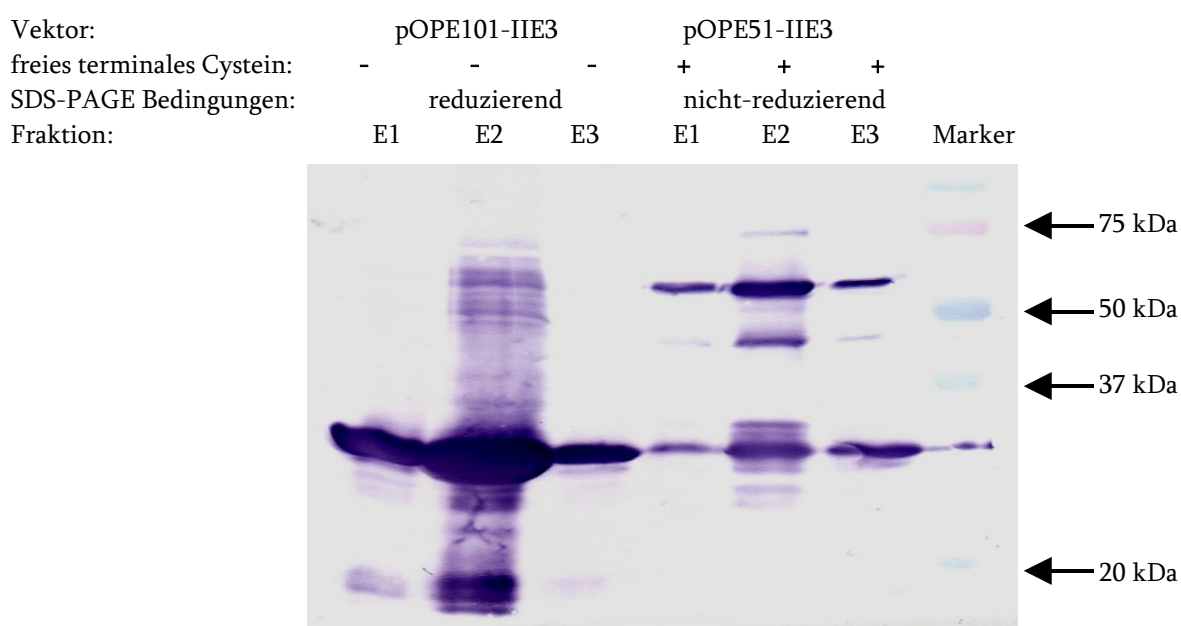 Vektor: pOPE101-IIE3 pOPE51-IIE3
freies terminales Cystein: - - - + + +
SDS-PAGE Bedingungen: reduzierend nicht-reduzierend
Fraktion: E1 E2 E3 E1 E2 E3 Marker
75 kDa
50 kDa
37 kDa
20 kDa